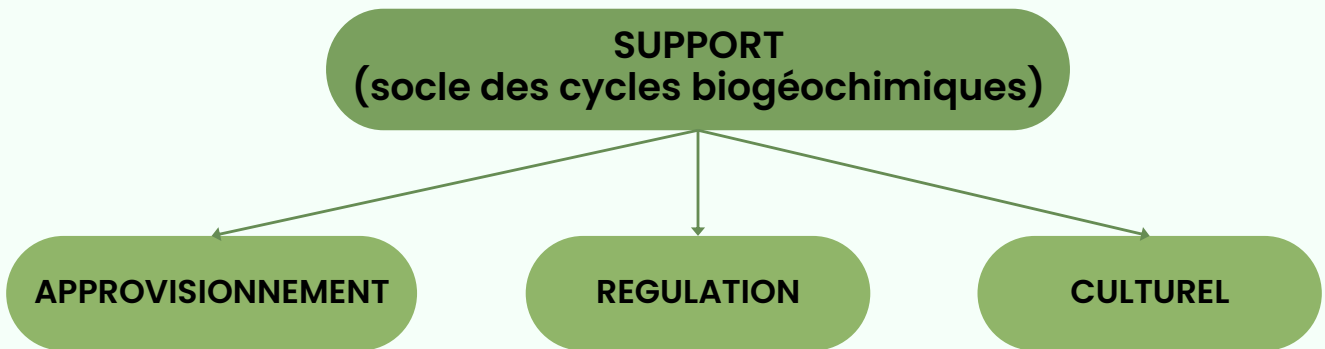 SUPPORT
(socle des cycles biogéochimiques)
APPROVISIONNEMENT
REGULATION
CULTUREL